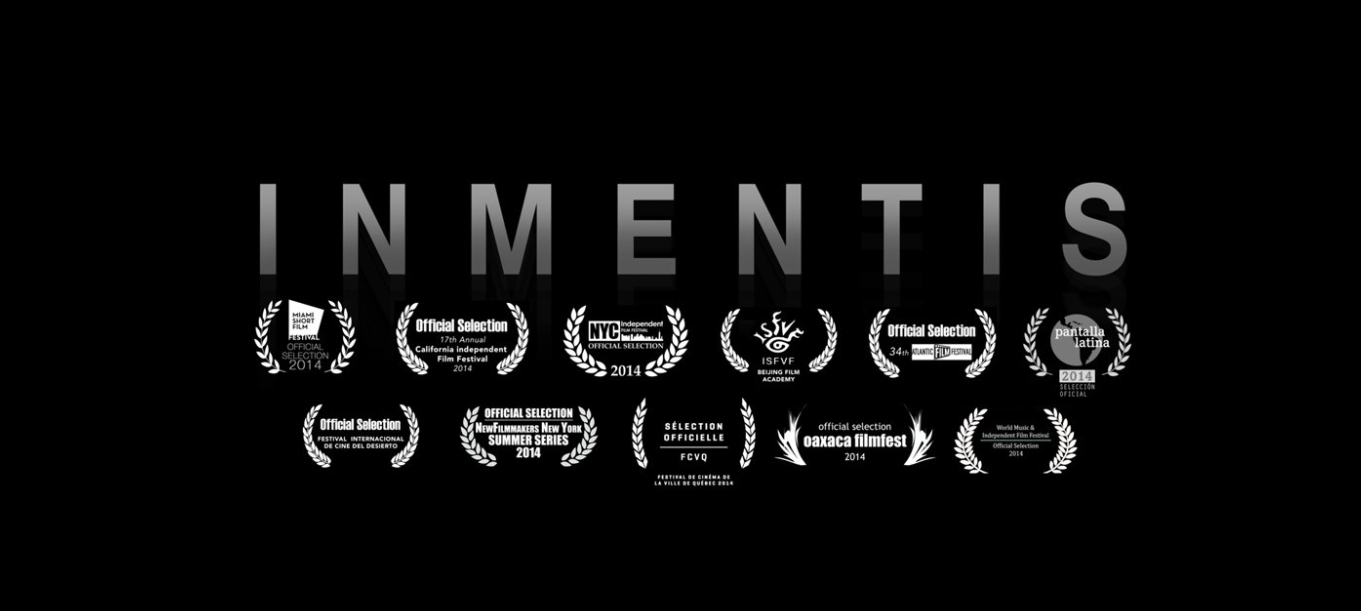 INMENTIS
MIAMI
SHORT
FILM
FESTIVAL
OFFICIAL
SELECTION
2014
Official Selection
17th Annual
California independent
Film Festival
2014
NYC Independent
FILM FESTIVAL
OFFICIAL SELECTION
2014
ISFVF
ISFVF
BEIJING FILM
ACADEMY
Official Selection
34th ATLANTIC FILM FESTIVAL
pantalla
latina
2014
SELECCIÓN
OFICIAL
Official Selection
FESTIVAL INTERNACIONAL
DE CINE DEL DESIERTO
OFFICIAL SELECTION
NEWFILMMAKERS NEW YORK
SUMMER SERIES
2014
SÉLECTION
OFFICIELLE
FCVQ
FESTIVAL DE CINÉMA DE
LA VILLE DE QUÉBEC 2014
official selection
oaxaca filmfest
2014
World Music &
Independent Film Festival
Official Selection
2014